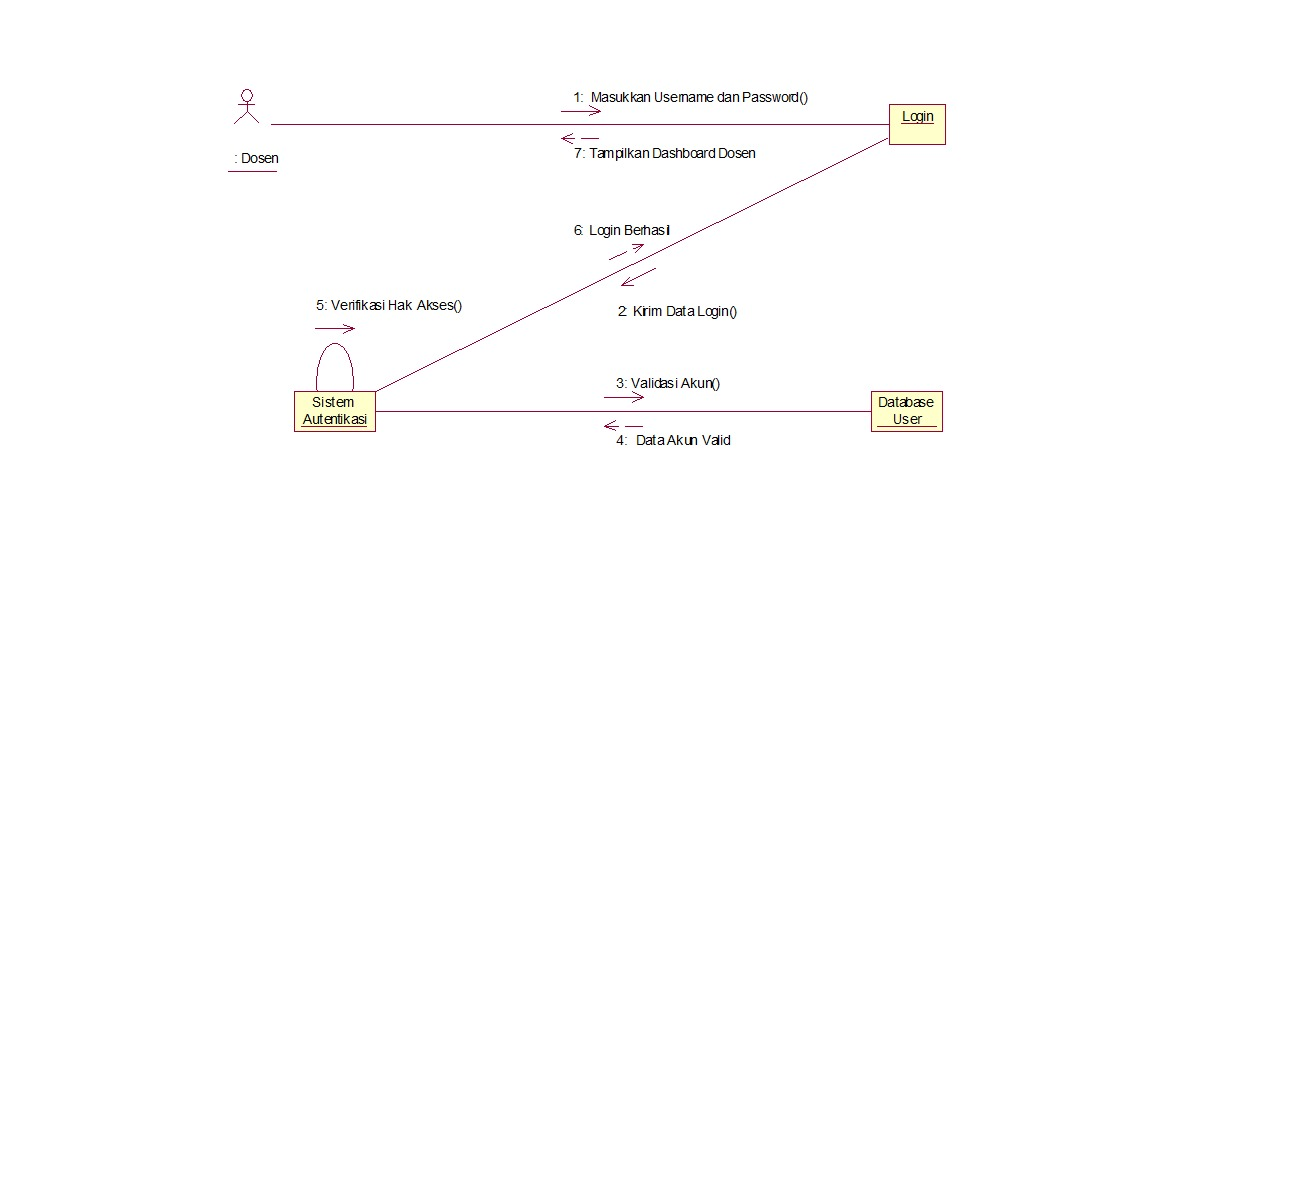 1: Masukkan Username dan Password()
Login
7: Tampilkan Dashboard Dosen
: Dosen
6: Login Berhasil
5: Verifikasi Hak Akses()
2: Kirim Data Login()
3: Validasi Akun()
Sistem
Autentikasi
Database
User
4: Data Akun Valid